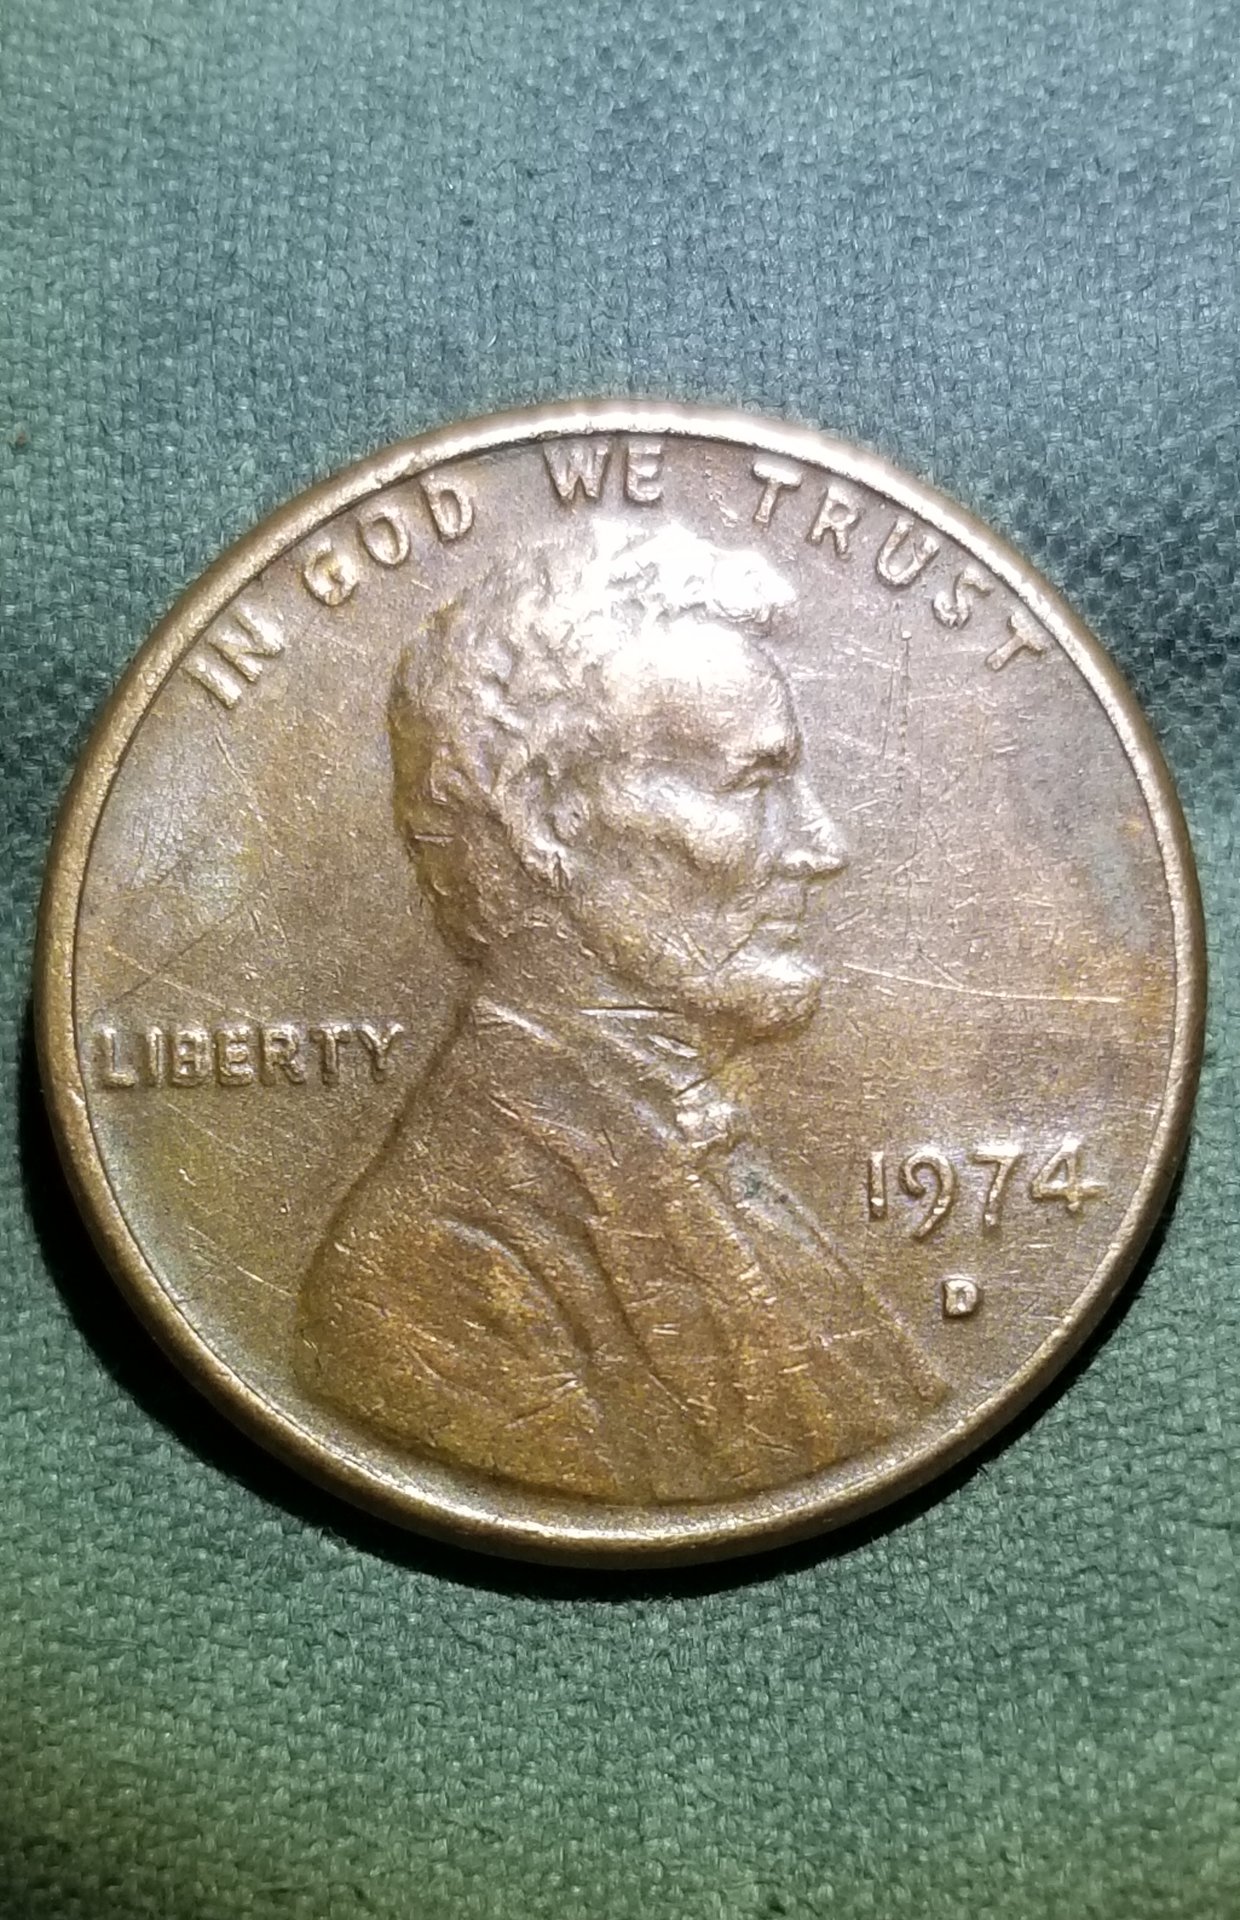 IN GOD WE TRUST
LIBERTY
1974
D